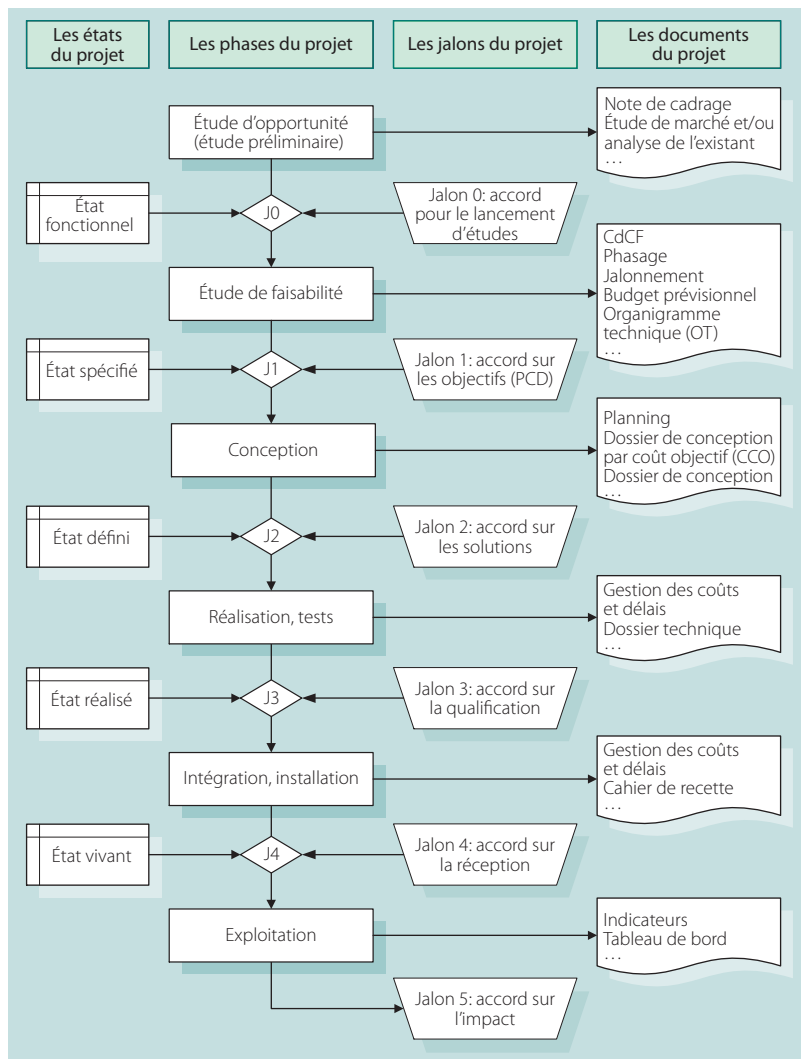 Les états
du projet
Les phases du projet
Les jalons du projet
Les documents
du projet
Étude d'opportunité
(étude préliminaire)
Note de cadrage
Étude de marché et/ou
analyse de l'existant
…
État
fonctionnel
J0
Jalon 0: accord
pour le lancement
d'études
Étude de faisabilité
CdCF
Phasage
Jalonnement
Budget prévisionnel
Organigramme
technique (OT)
…
État spécifié
J1
Jalon 1: accord sur
les objectifs (PCD)
Conception
Planning
Dossier de conception
par coût objectif (CCO)
Dossier de conception
…
État défini
J2
Jalon 2: accord sur
les solutions
Réalisation, tests
Gestion des coûts
et délais
Dossier technique
…
État réalisé
J3
Jalon 3: accord sur
la qualification
Intégration, installation
Gestion des coûts
et délais
Cahier de recette
…
État vivant
J4
Jalon 4: accord sur
la réception
Exploitation
Indicateurs
Tableau de bord
…
Jalon 5: accord sur
l'impact